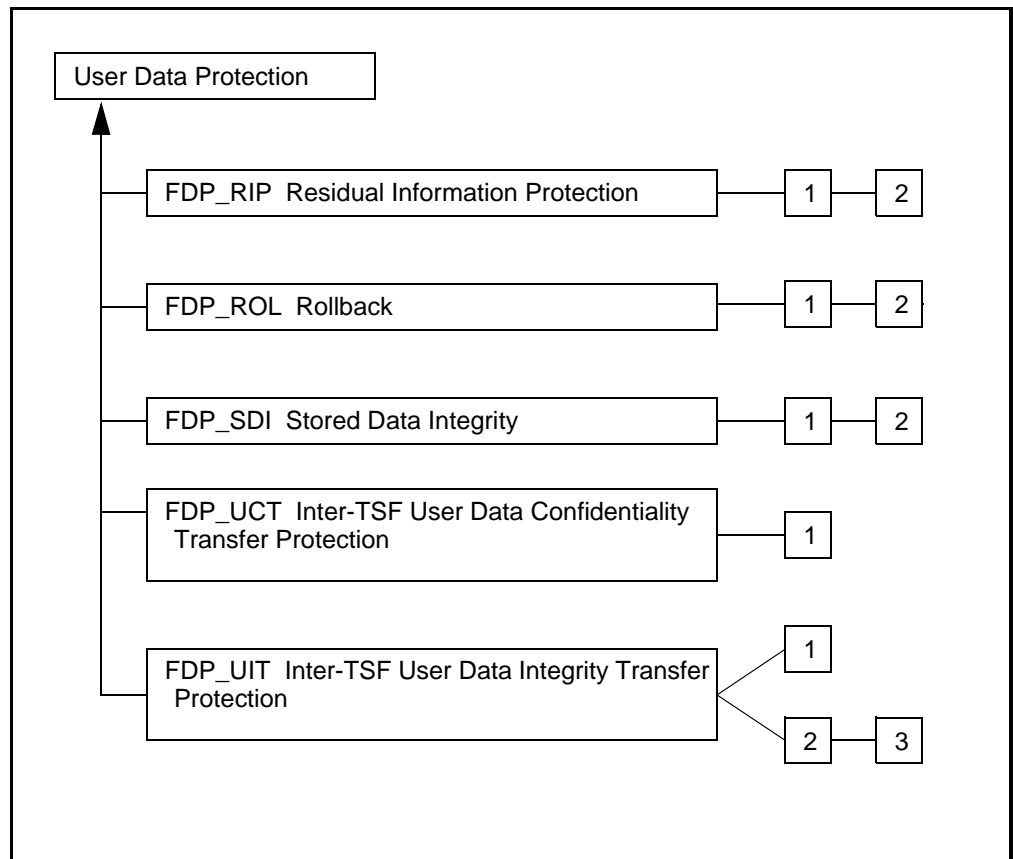 User Data Protection
FDP_RIP Residual Information Protection 1 2
FDP_ROL Rollback 1 2
FDP_SDI Stored Data Integrity 1 2
FDP_UCT Inter-TSF User Data Confidentiality
Transfer Protection
1
FDP_UIT Inter-TSF User Data Integrity Transfer
Protection
1
2 3